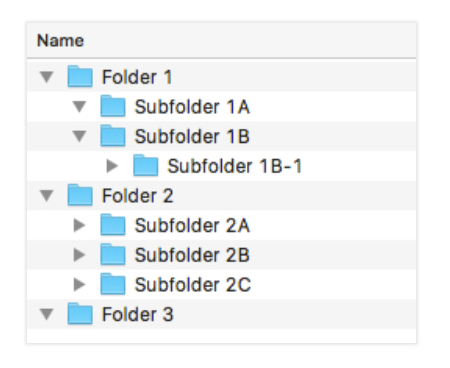 Name
Folder 1
Subfolder 1A
Subfolder 1B
Subfolder 1B-1
Folder 2
Subfolder 2A
Subfolder 2B
Subfolder 2C
Folder 3